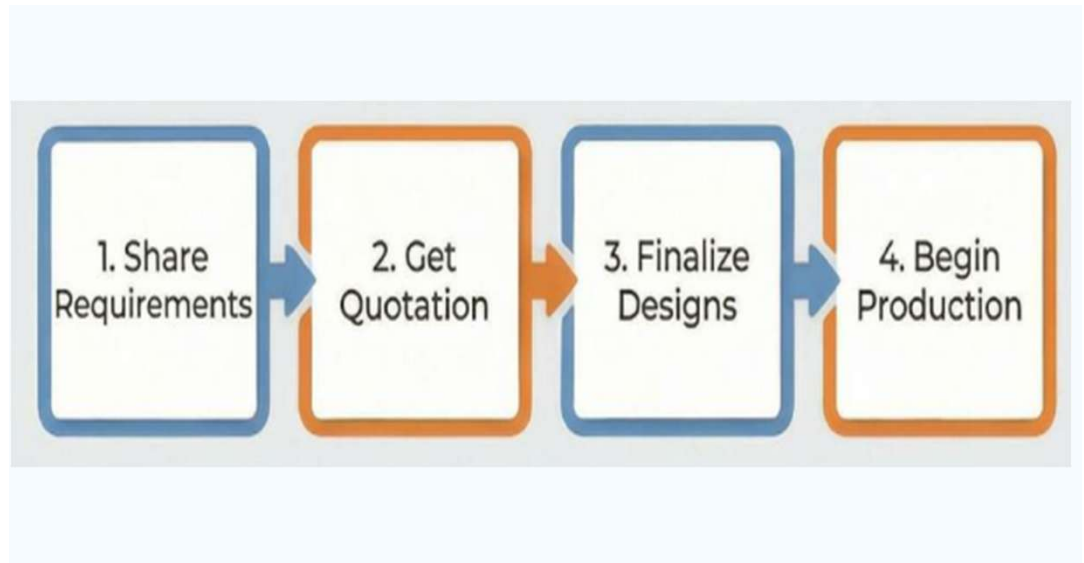 1. Share
Requirements
2. Get
Quotation
3. Finalize
Designs
4. Begin
Production